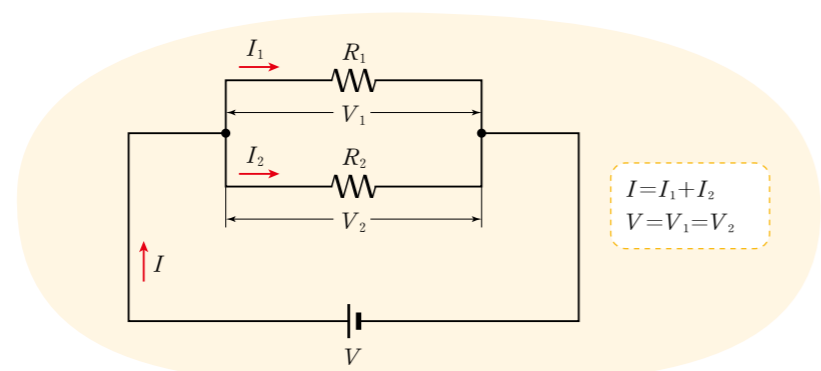 I₁
R₁
V₁
I₂
R₂
V₂
I
V
I=I₁+I₂
V=V₁=V₂